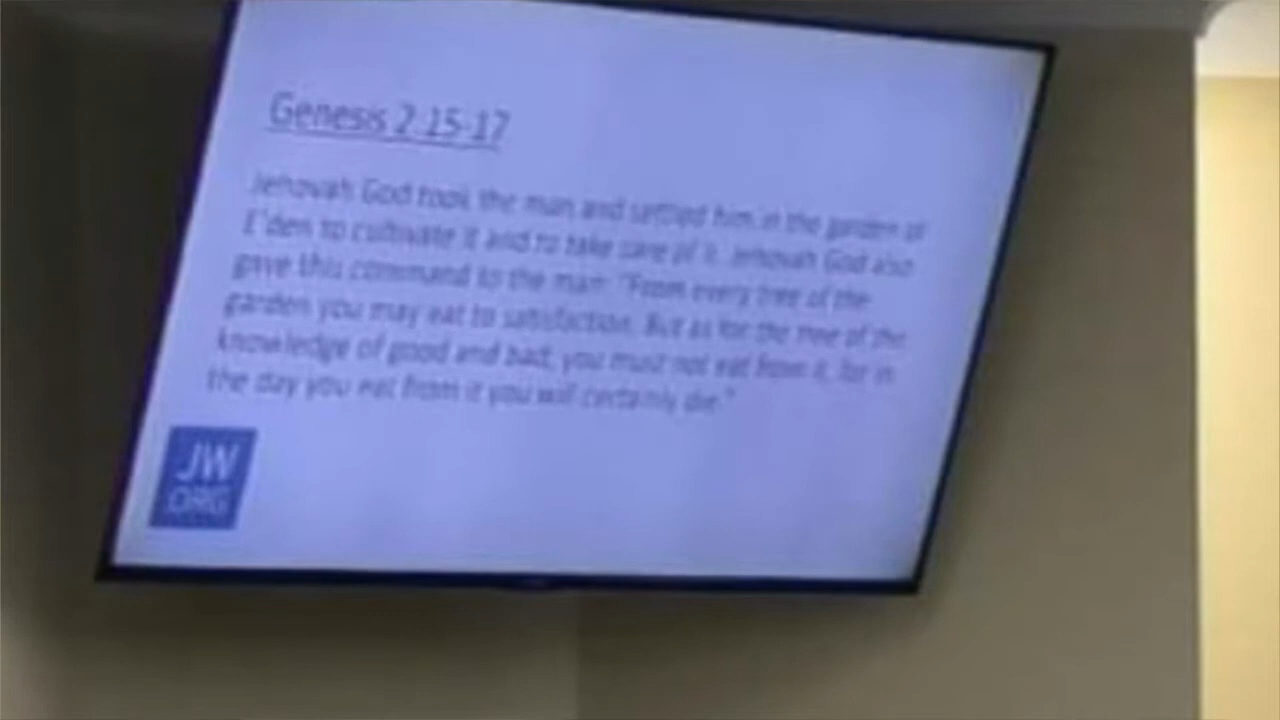 Genesis 2 15-17
Jehovah God took the man and settled him in the garden of
E'den to cultivate it and to take care of it. Jehovah God also
gave this command to the man: "From every tree of the
garden you may eat to satisfaction. But as for the tree of the
knowledge of good and bad, you must not eat from it, for in
the day you eat from it you will certainly die."
JW
.ORG